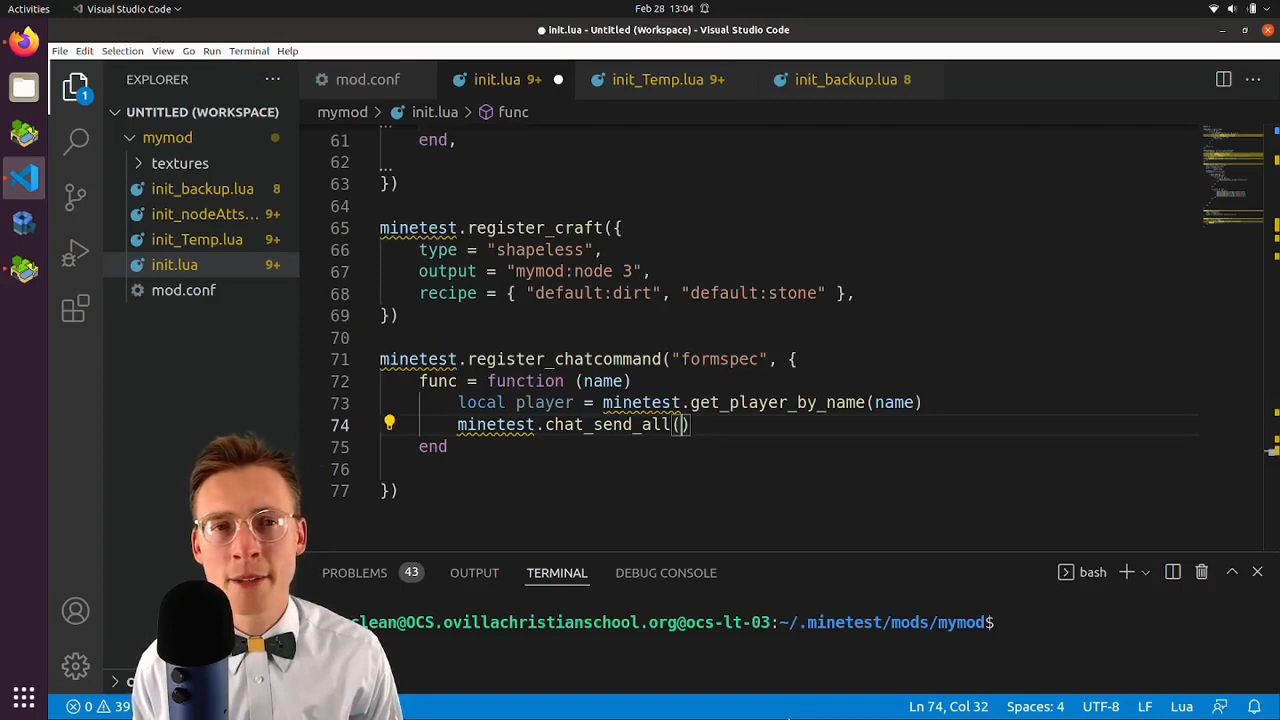 Activities
Visual Studio Code
Feb 28 13:04
init.lua - Untitled (Workspace) - Visual Studio Code
File Edit Selection View Go Run Terminal Help
EXPLORER
mod.conf
init.lua 9+
init_Temp.lua 9+
init_backup.lua 8
UNTITLED (WORKSPACE)
mymod > init.lua > func
mymod
textures
init_backup.lua 8
init_nodeAtts... 9+
init_Temp.lua 9+
init.lua 9+
mod.conf
1
61 end,
62
63 })
64
65 minetest.register_craft({
66 type = "shapeless",
67 output = "mymod:node 3",
68 recipe = { "default:dirt", "default:stone" },
69 })
70
71 minetest.register_chatcommand("formspec", {
72 func = function (name)
73 local player = minetest.get_player_by_name(name)
74 minetest.chat_send_all()
75 end
76
77 })
PROBLEMS 43 OUTPUT TERMINAL DEBUG CONSOLE
bash
clean@OCS.ovillachristianschool.org@ocs-lt-03:~/.minetest/mods/mymod$
0 39
Ln 74, Col 32 Spaces: 4 UTF-8 LF Lua